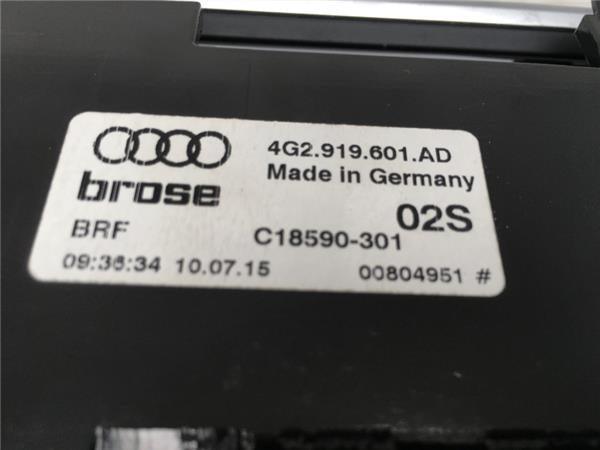 4G2.919.601.AD
brose
Made in Germany
02S
BRF
C18590-301
09:36:34 10.07.15
00804951 #